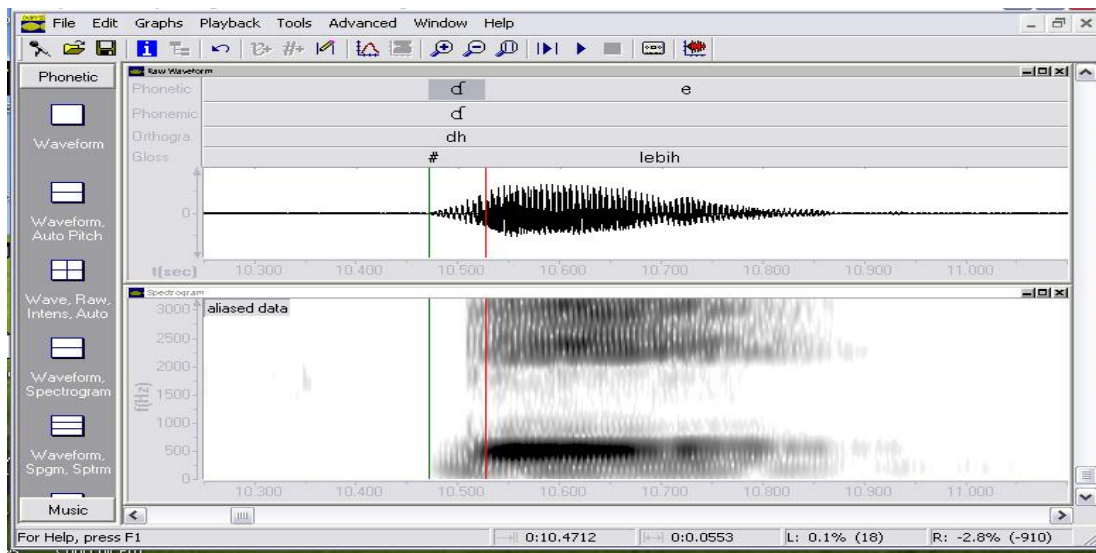 File Edit Graphs Playback Tools Advanced Window Help
Phonetic
Waveform
Waveform,
Auto Pitch
Wave, Raw,
Intens, Auto
Waveform,
Spectrogram
Waveform,
Spgm, Sptrm
Music
Raw Waveform
Phonetic ɗ e
Phonemic ɗ
Orthogra. dh
Gloss # lebih
0
t[sec] 10.300 10.400 10.500 10.600 10.700 10.800 10.900 11.000
Spectrogram
aliased data
3000
2500
2000
1500
1000
500
0
f(Hz)
10.300 10.400 10.500 10.600 10.700 10.800 10.900 11.000
For Help, press F1 0:10.4712 0:0.0553 L: 0.1% (18) R: -2.8% (-910)